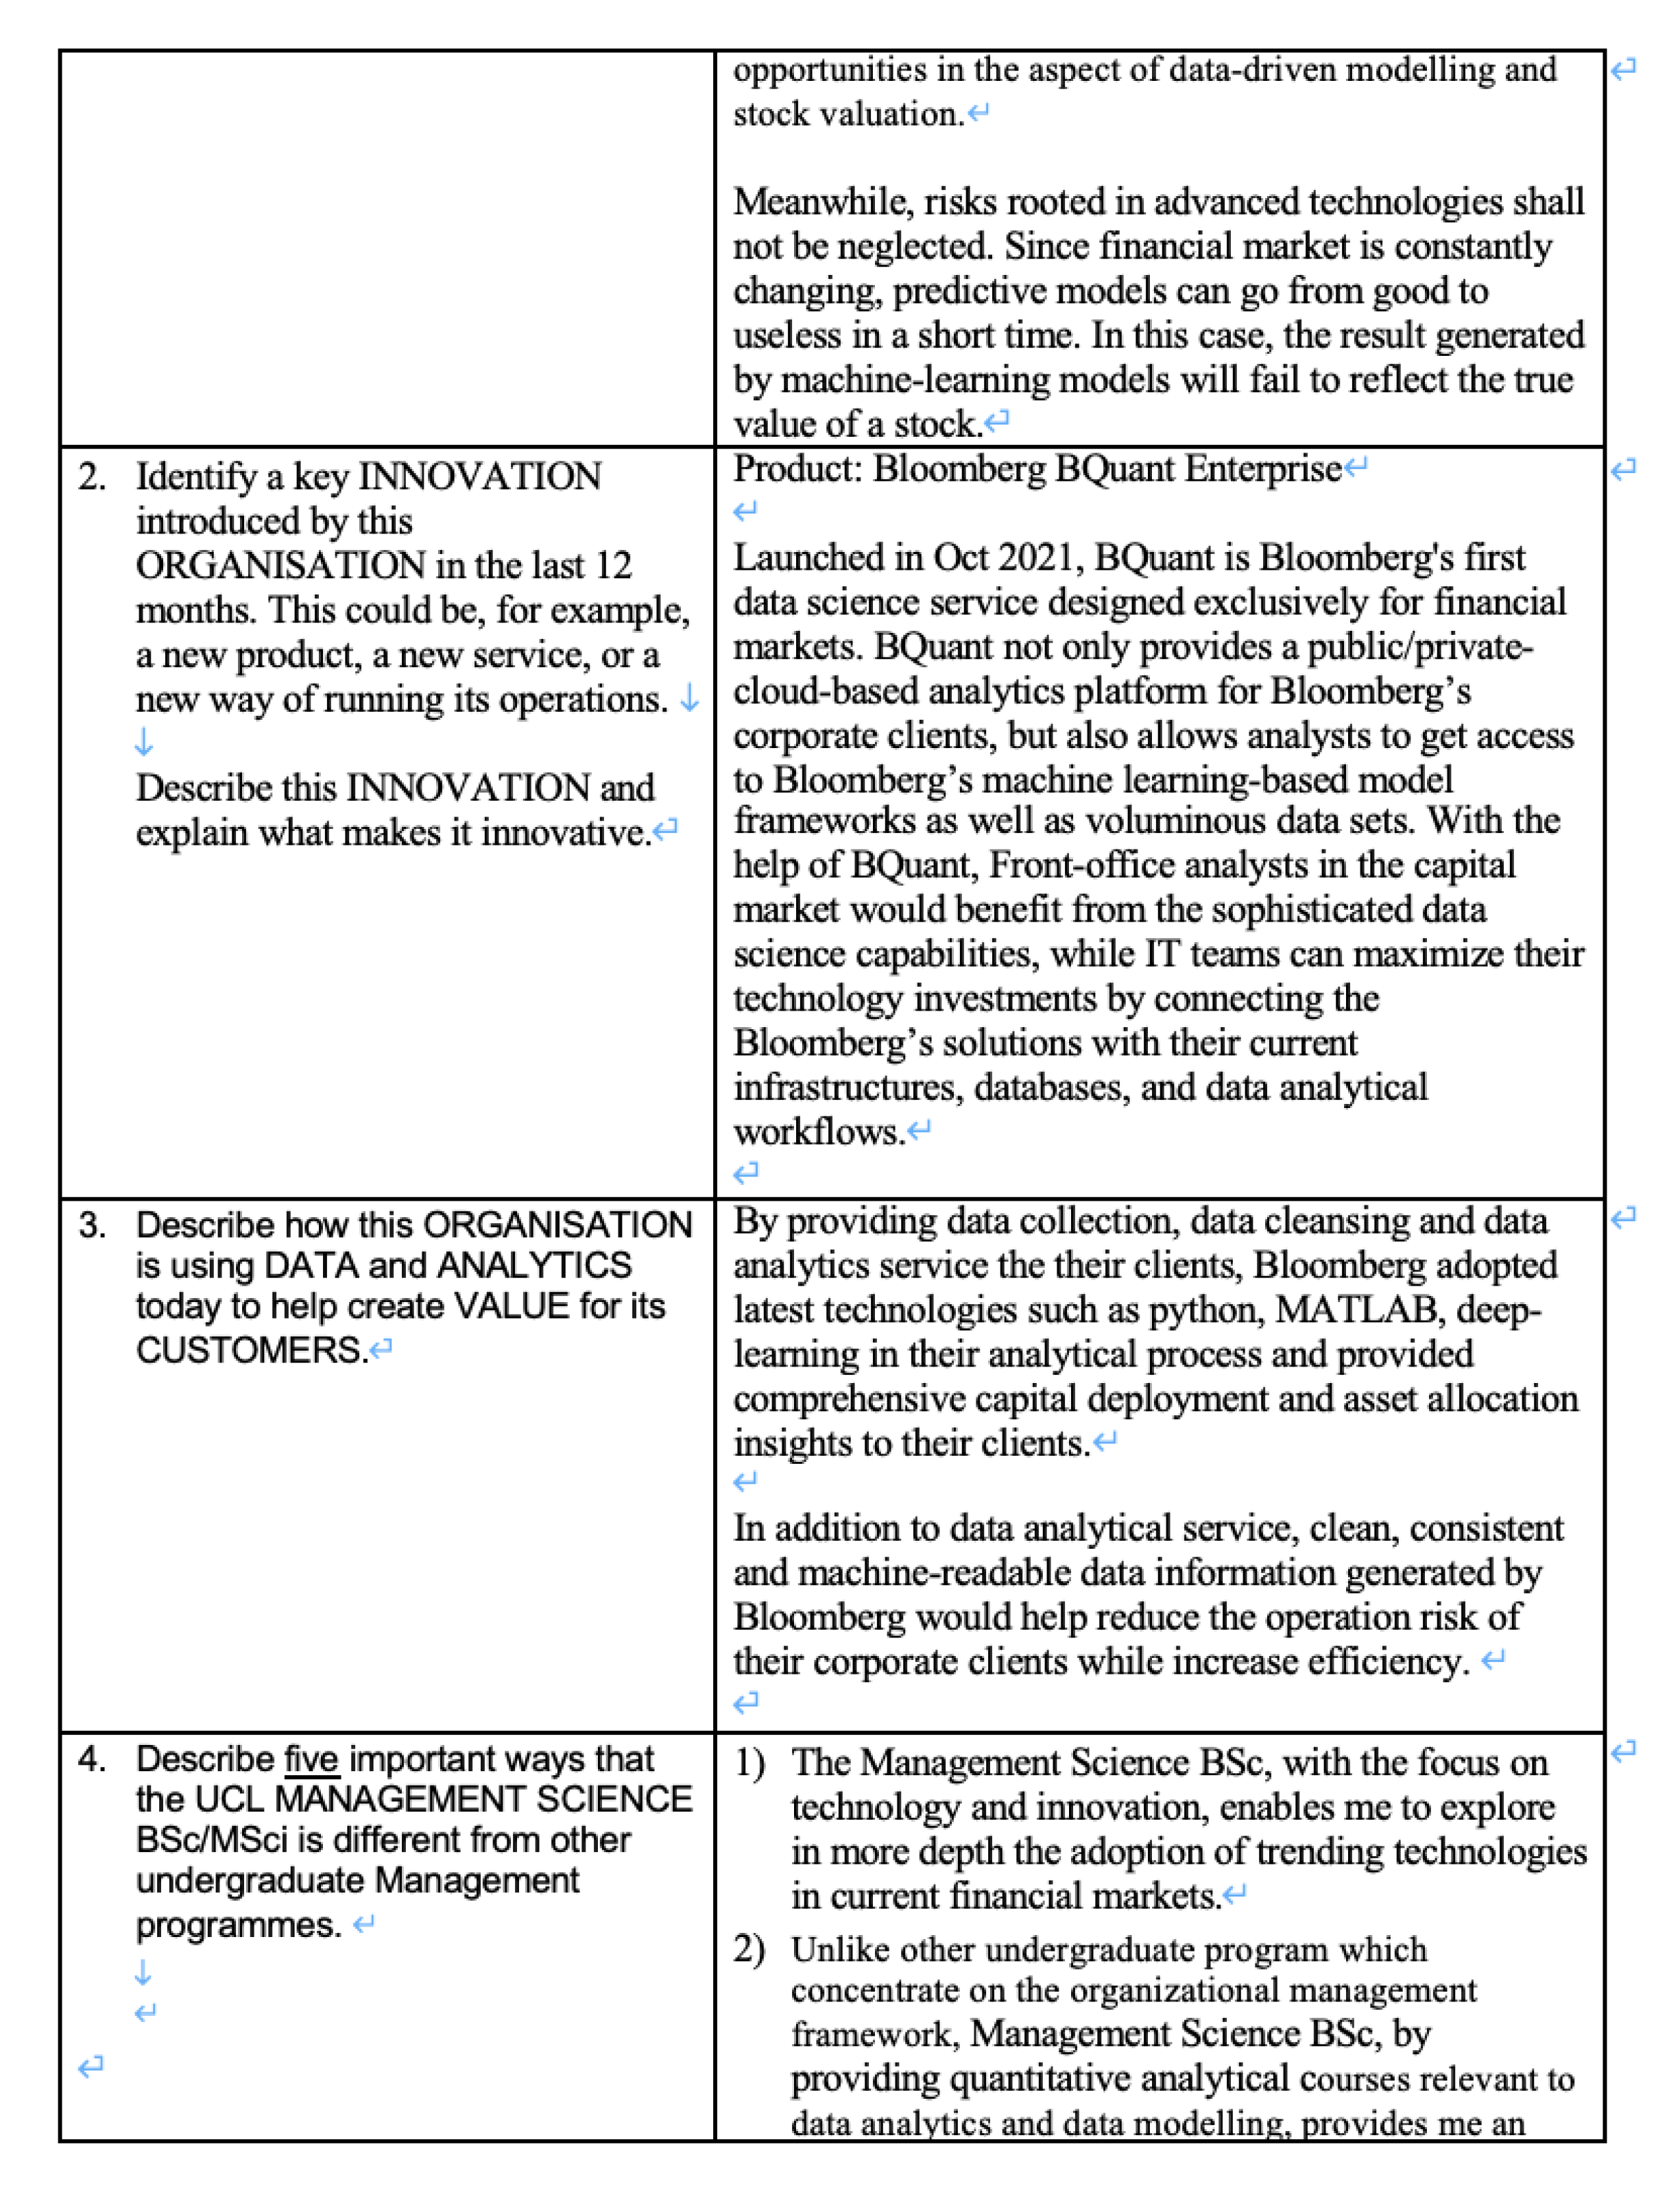 opportunities in the aspect of data-driven modelling and
stock valuation.
Meanwhile, risks rooted in advanced technologies shall
not be neglected. Since financial market is constantly
changing, predictive models can go from good to
useless in a short time. In this case, the result generated
by machine-learning models will fail to reflect the true
value of a stock.
2. Identify a key INNOVATION
introduced by this
ORGANISATION in the last 12
months. This could be, for example,
a new product, a new service, or a
new way of running its operations.
Describe this INNOVATION and
explain what makes it innovative.
Product: Bloomberg BQuant Enterprise
Launched in Oct 2021, BQuant is Bloomberg's first
data science service designed exclusively for financial
markets. BQuant not only provides a public/private-
cloud-based analytics platform for Bloomberg’s
corporate clients, but also allows analysts to get access
to Bloomberg’s machine learning-based model
frameworks as well as voluminous data sets. With the
help of BQuant, Front-office analysts in the capital
market would benefit from the sophisticated data
science capabilities, while IT teams can maximize their
technology investments by connecting the
Bloomberg’s solutions with their current
infrastructures, databases, and data analytical
workflows.
3. Describe how this ORGANISATION
is using DATA and ANALYTICS
today to help create VALUE for its
CUSTOMERS.
By providing data collection, data cleansing and data
analytics service the their clients, Bloomberg adopted
latest technologies such as python, MATLAB, deep-
learning in their analytical process and provided
comprehensive capital deployment and asset allocation
insights to their clients.
In addition to data analytical service, clean, consistent
and machine-readable data information generated by
Bloomberg would help reduce the operation risk of
their corporate clients while increase efficiency.
4. Describe five important ways that
the UCL MANAGEMENT SCIENCE
BSc/MSci is different from other
undergraduate Management
programmes.
1) The Management Science BSc, with the focus on
technology and innovation, enables me to explore
in more depth the adoption of trending technologies
in current financial markets.
2) Unlike other undergraduate program which
concentrate on the organizational management
framework, Management Science BSc, by
providing quantitative analytical courses relevant to
data analytics and data modelling, provides me an